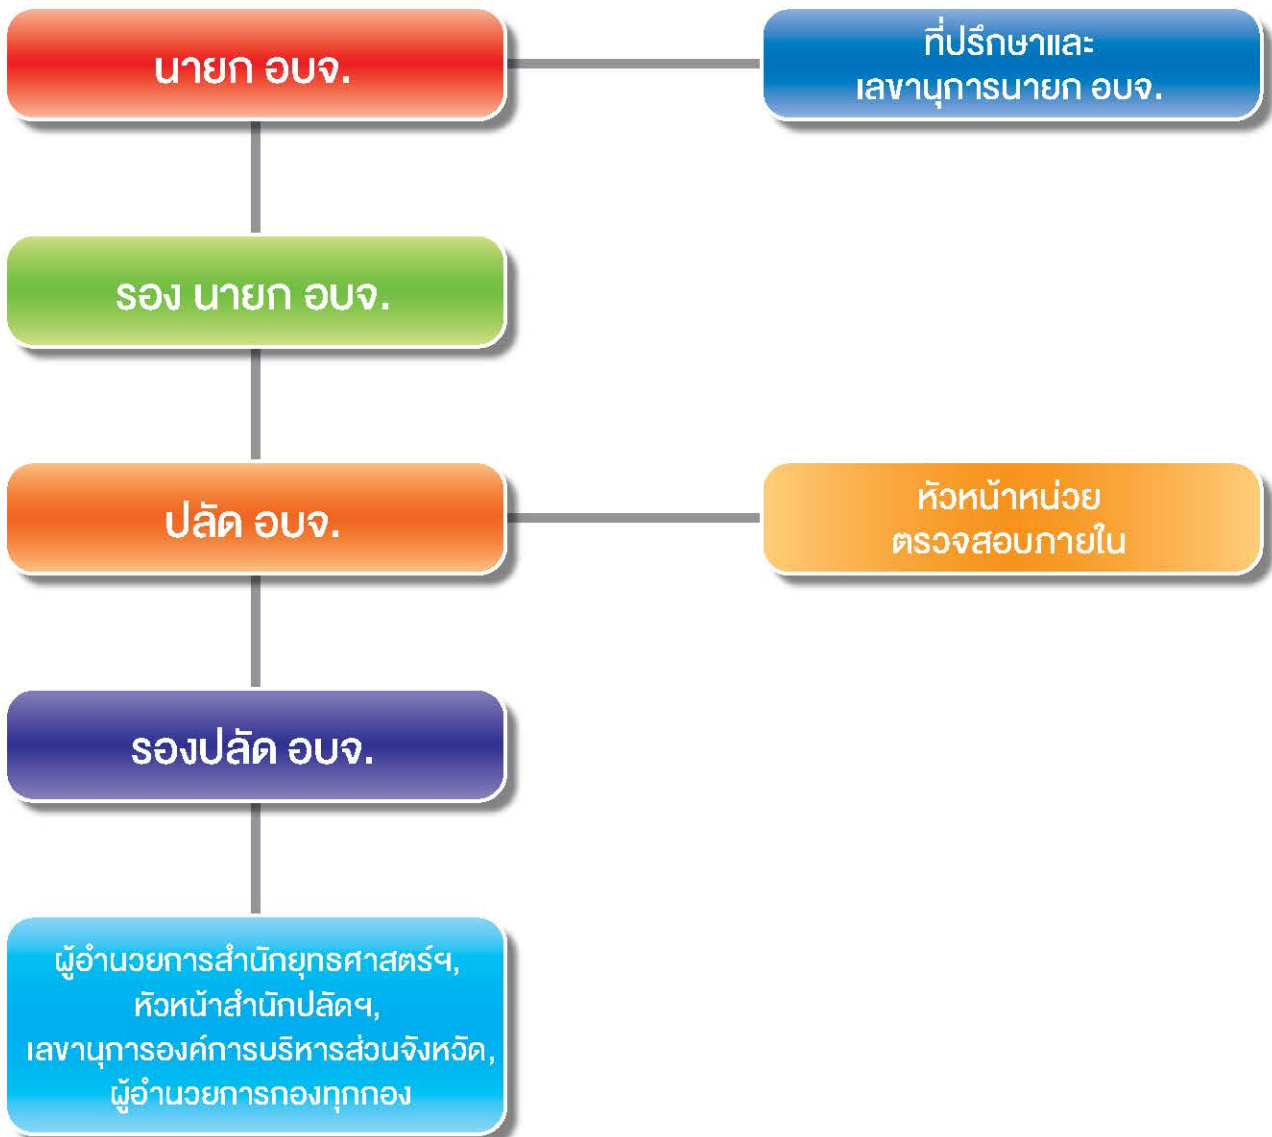 นายก อบจ.
ที่ปรึกษาและ
เลขานุการนายก อบจ.
รอง นายก อบจ.
ปลัด อบจ.
หัวหน้าหน่วย
ตรวจสอบภายใน
รองปลัด อบจ.
ผู้อำนวยการสำนักยุทธศาสตร์ฯ,
หัวหน้าสำนักปลัดฯ,
เลขานุการองค์การบริหารส่วนจังหวัด,
ผู้อำนวยการกองทุกกอง